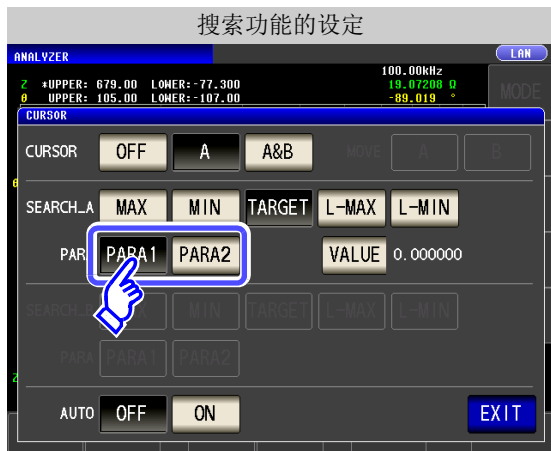 搜索功能的设定
ANALYZER LAN
100.00kHz
Z *UPPER: 679.00 LOWER:-77.300 19.07208 Ω
θ UPPER: 105.00 LOWER:-107.00 -89.019 °
MODE
CURSOR
CURSOR OFF A A&B MOVE A B
θ
SEARCH_A MAX MIN TARGET L-MAX L-MIN
PAR PARA1 PARA2 VALUE 0.000000
MIN TARGET L-MAX L-MIN
PARA PARA1 PARA2
Z
AUTO OFF ON EXIT